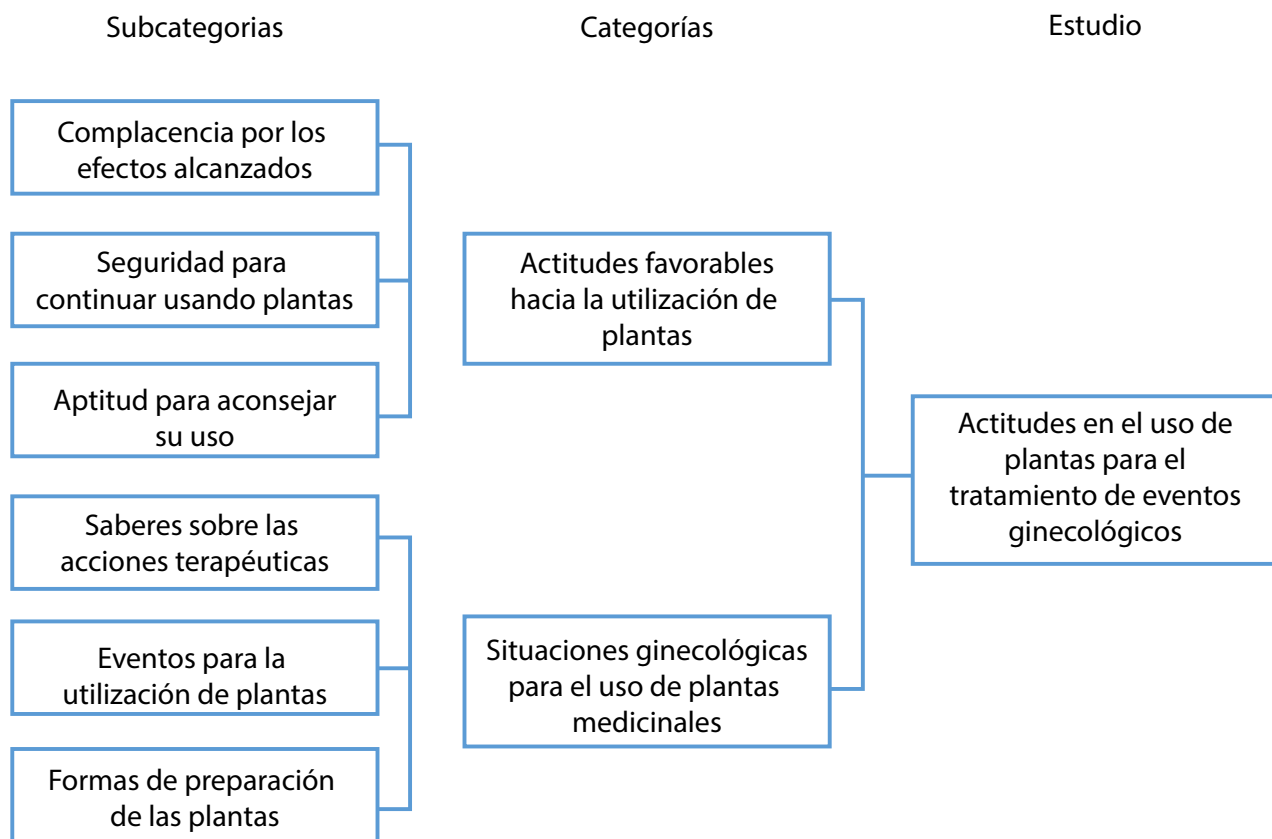 Subcategorias
Categorías
Estudio
Complacencia por los
efectos alcanzados
Seguridad para
continuar usando plantas
Aptitud para aconsejar
su uso
Saberes sobre las
acciones terapéuticas
Eventos para la
utilización de plantas
Formas de preparación
de las plantas
Actitudes favorables
hacia la utilización de
plantas
Situaciones ginecológicas
para el uso de plantas
medicinales
Actitudes en el uso de
plantas para el
tratamiento de eventos
ginecológicos